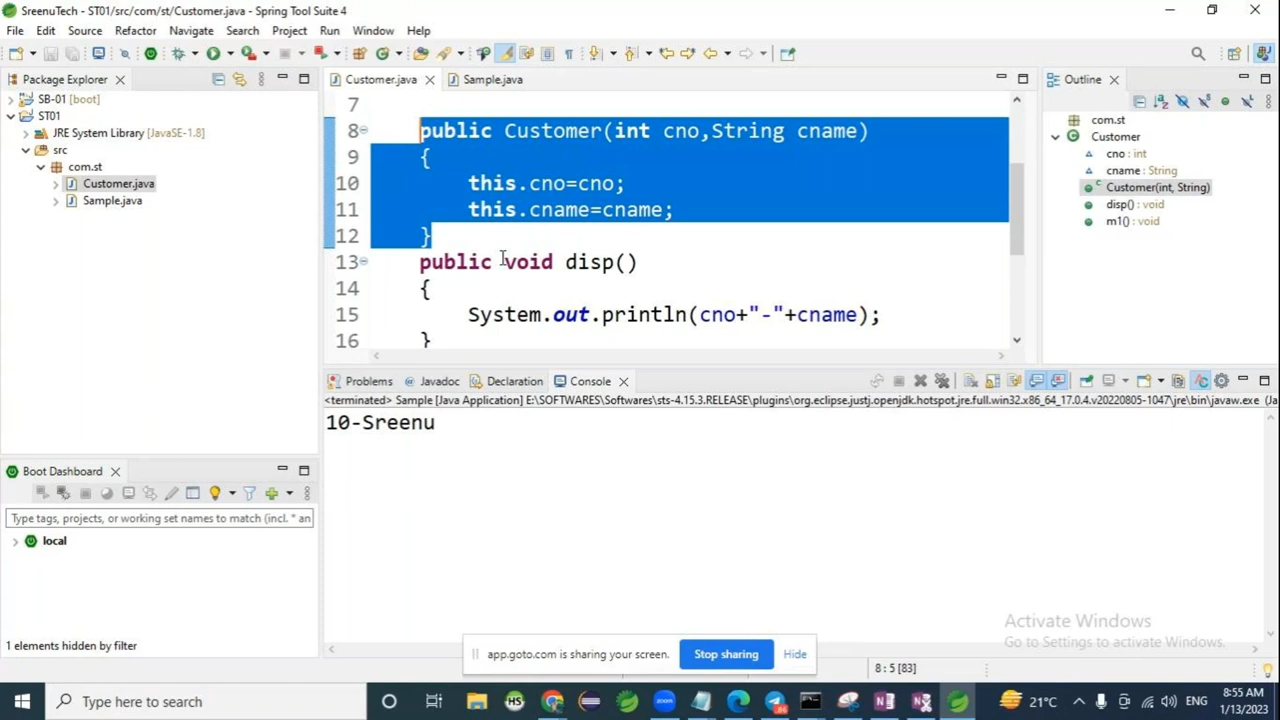 SreenuTech - ST01/src/com/st/Customer.java - Spring Tool Suite 4
File Edit Source Refactor Navigate Search Project Run Window Help
Package Explorer
SB-01 [boot]
ST01
JRE System Library [JavaSE-1.8]
src
com.st
Customer.java
Sample.java
Customer.java Sample.java
7
8 public Customer(int cno,String cname)
9 {
10 this.cno=cno;
11 this.cname=cname;
12 }
13 public void disp()
14 {
15 System.out.println(cno+"-"+cname);
16 }
Outline
com.st
Customer
cno : int
cname : String
Customer(int, String)
disp() : void
m1() : void
Problems Javadoc Declaration Console
<terminated> Sample [Java Application] E:\SOFTWARES\Softwares\sts-4.15.3.RELEASE\plugins\org.eclipse.justj.openjdk.hotspot.jre.full.win32.x86_64_17.0.4.v20220805-1047\jre\bin\javaw.exe (Ja
10-Sreenu
Boot Dashboard
Type tags, projects, or working set names to match (incl. * an
local
1 elements hidden by filter
Activate Windows
Go to Settings to activate Windows.
app.goto.com is sharing your screen. Stop sharing Hide
8 : 5 [83]
Type here to search
21°C
ENG
8:55 AM
1/13/2023